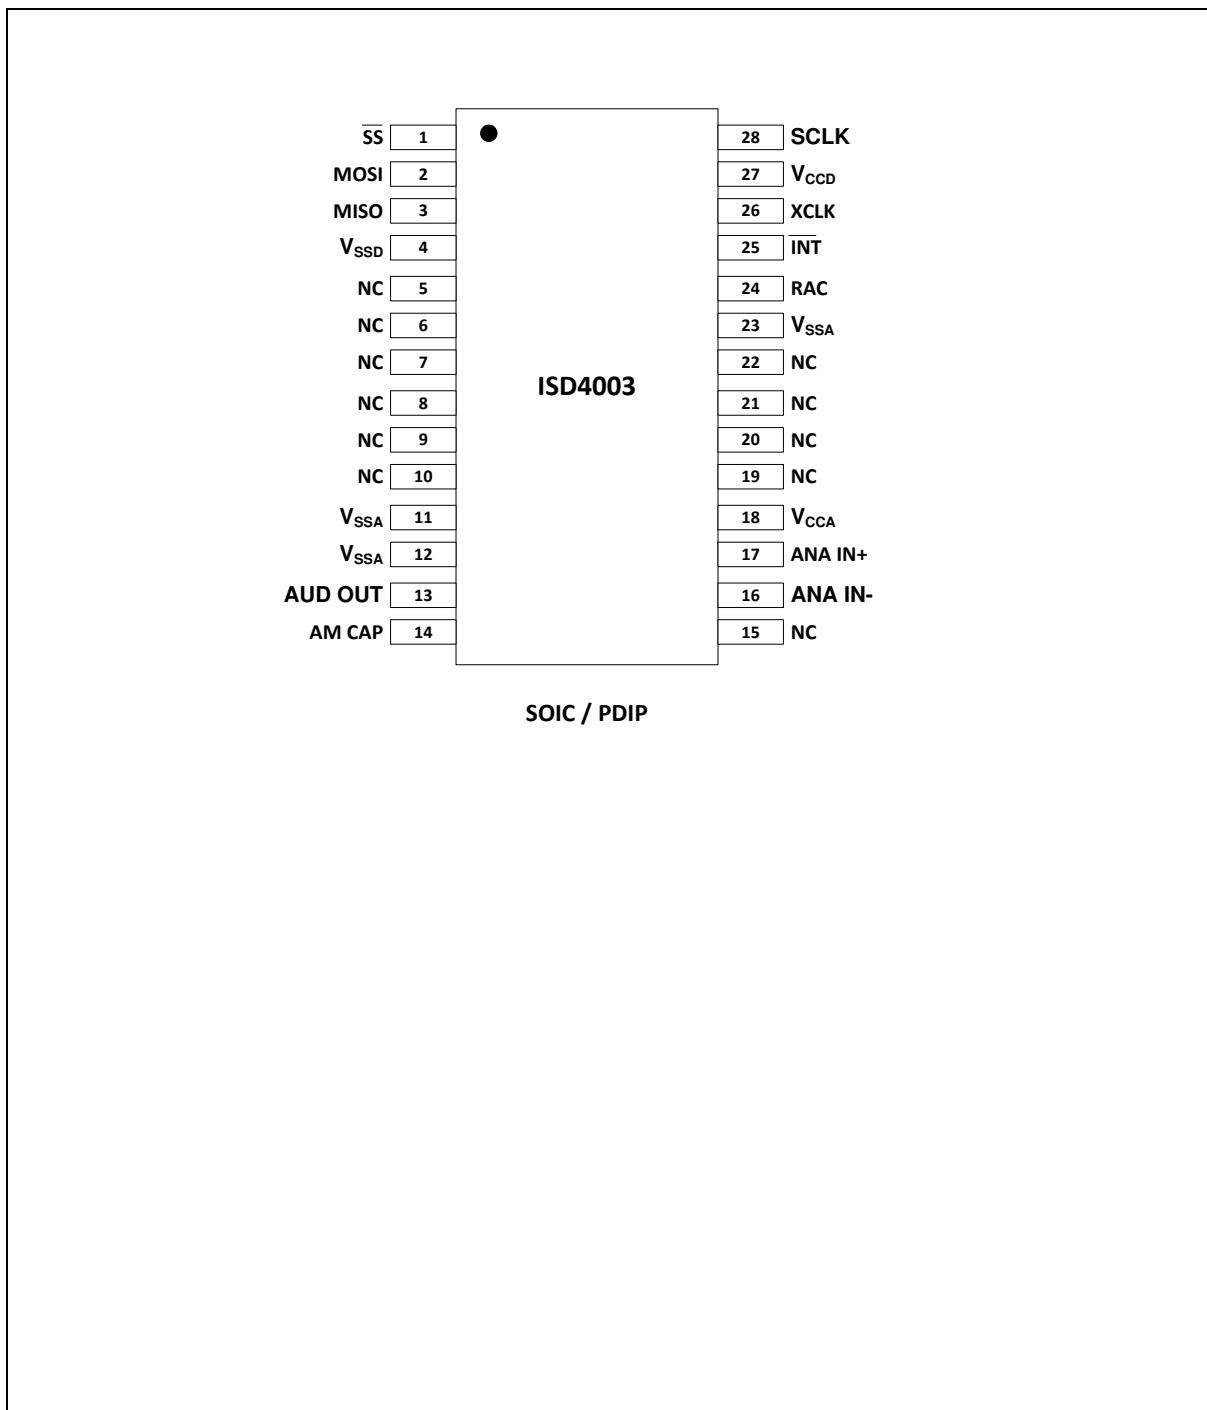 S̅S̅ 1 28 SCLK
MOSI 2 27 VCCD
MISO 3 26 XCLK
VSSD 4 25 I̅N̅T̅
NC 5 24 RAC
NC 6 23 VSSA
NC 7 22 NC
ISD4003
NC 8 21 NC
NC 9 20 NC
NC 10 19 NC
VSSA 11 18 VCCA
VSSA 12 17 ANA IN+
AUD OUT 13 16 ANA IN-
AM CAP 14 15 NC
SOIC / PDIP